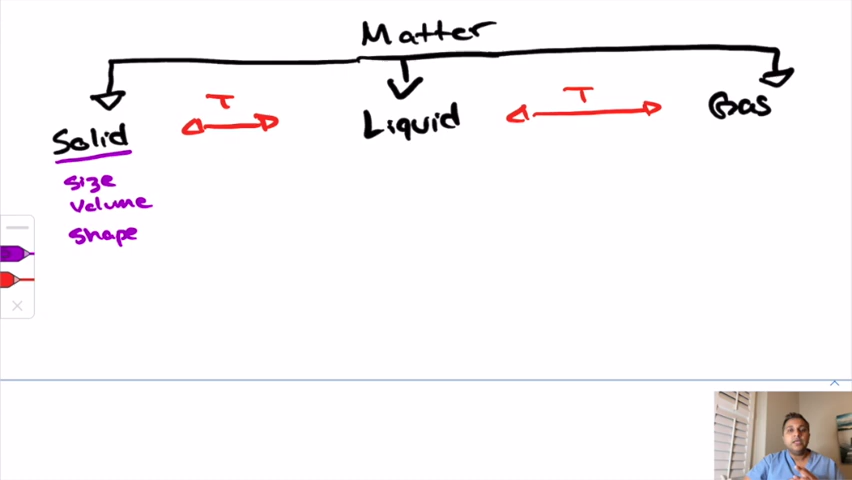 Matter
T
T
Solid
Liquid
Gas
size
volume
shape